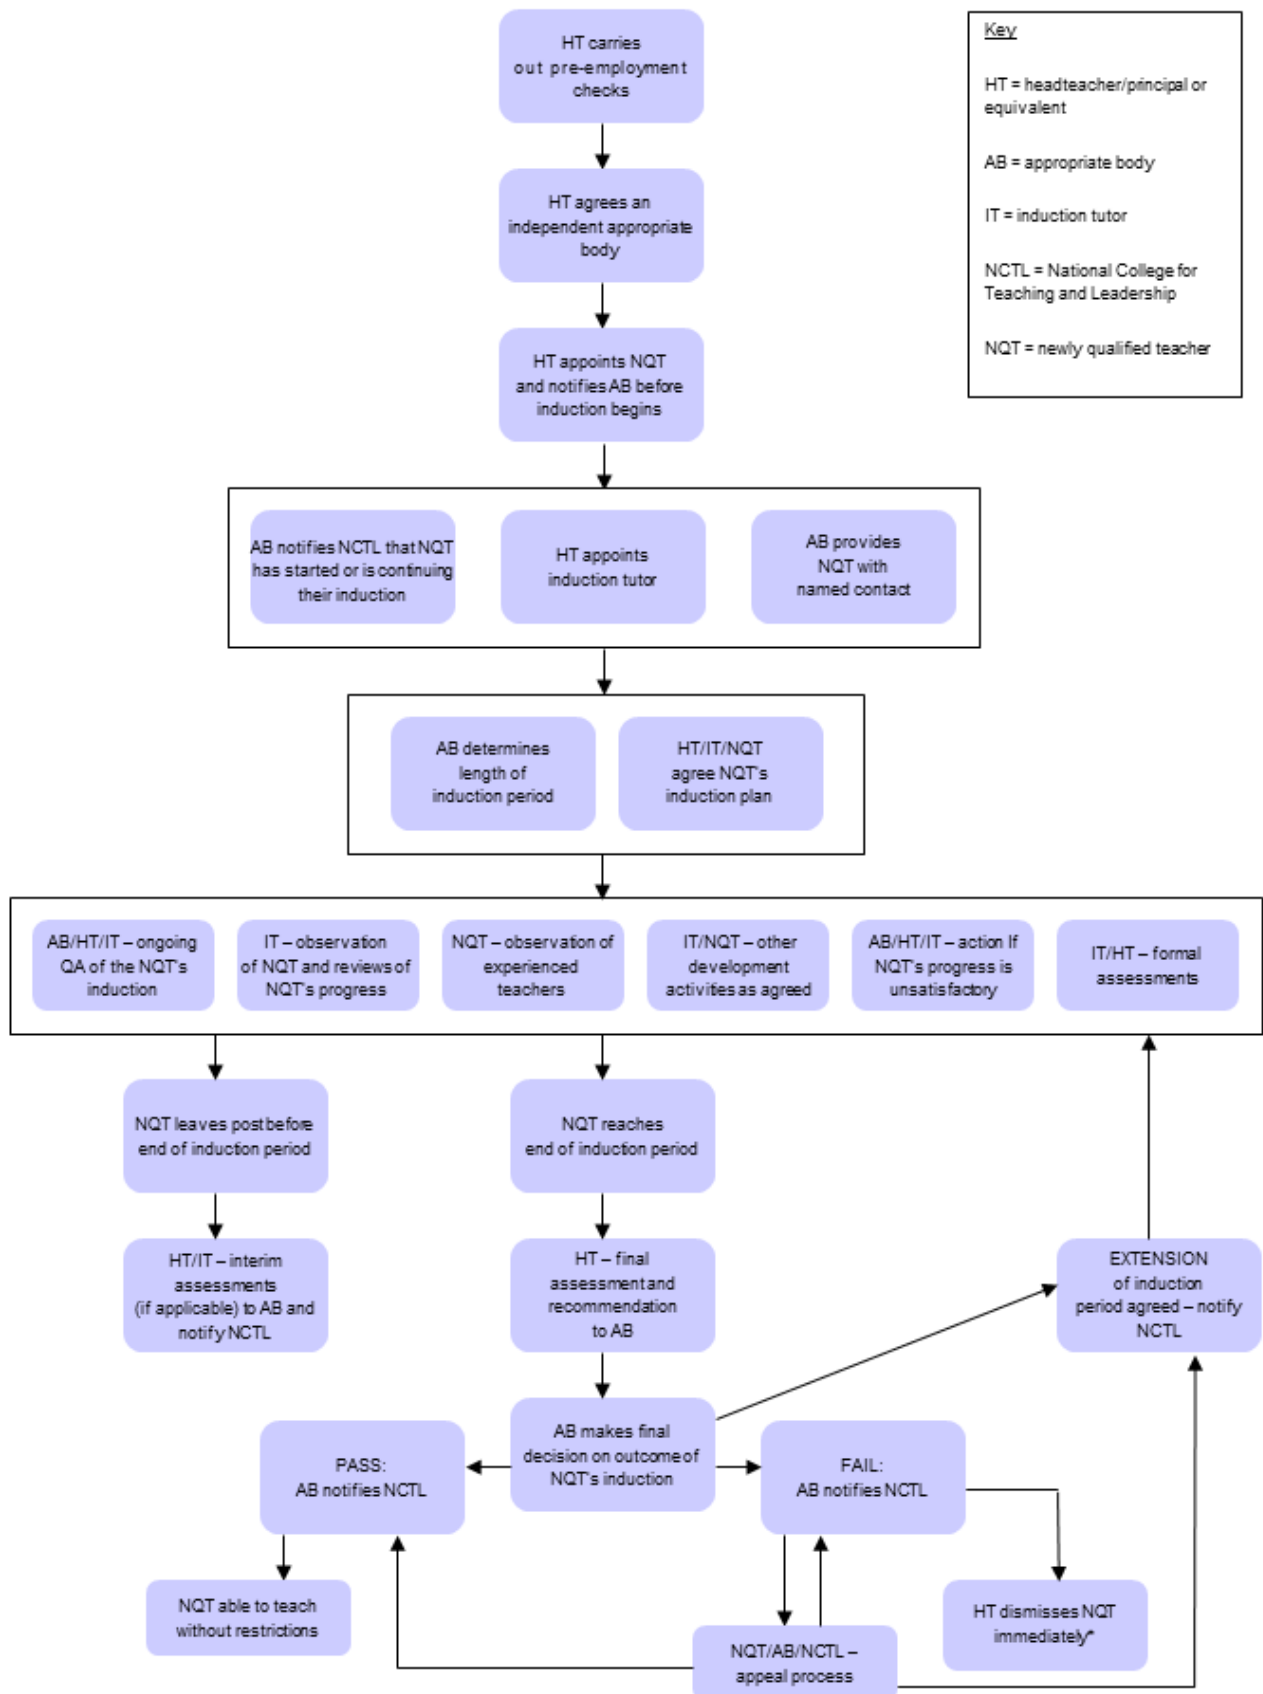 HT carries
out pre-employment
checks
Key
HT = headteacher/principal or
equivalent
AB = appropriate body
IT = induction tutor
NCTL = National College for
Teaching and Leadership
NQT = newly qualified teacher
HT agrees an
independent appropriate
body
HT appoints NQT
and notifies AB before
induction begins
AB notifies NCTL that NQT
has started or is continuing
their induction
HT appoints
induction tutor
AB provides
NQT with
named contact
AB determines
length of
induction period
HT/IT/NQT
agree NQT's
induction plan
AB/HT/IT – ongoing
QA of the NQT's
induction
IT – observation
of NQT and reviews of
NQT's progress
NQT – observation of
experienced
teachers
IT/NQT – other
development
activities as agreed
AB/HT/IT – action If
NQT's progress is
unsatisfactory
IT/HT – formal
assessments
NQT leaves post before
end of induction period
NQT reaches
end of induction period
HT/IT – interim
assessments
(if applicable) to AB and
notify NCTL
HT – final
assessment and
recommendation
to AB
EXTENSION
of induction
period agreed – notify
NCTL
PASS:
AB notifies NCTL
AB makes final
decision on outcome of
NQT's induction
FAIL:
AB notifies NCTL
NQT able to teach
without restrictions
NQT/AB/NCTL –
appeal process
HT dismisses NQT
immediately*